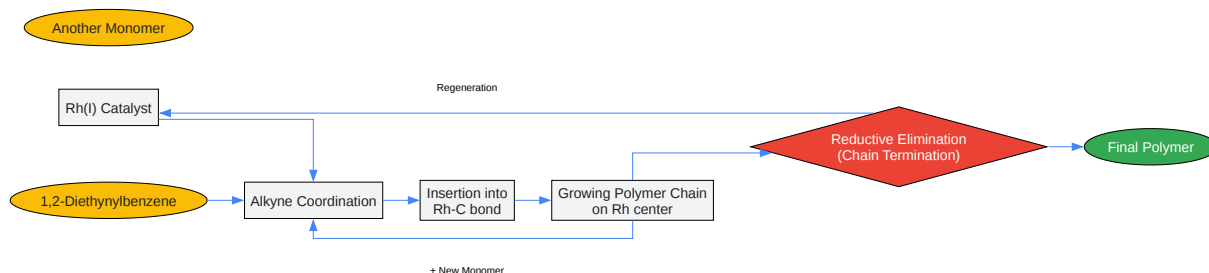 Another Monomer
Regeneration
Rh(I) Catalyst
Reductive Elimination
(Chain Termination)
Final Polymer
1,2-Diethynylbenzene
Alkyne Coordination
Insertion into
Rh-C bond
Growing Polymer Chain
on Rh center
+ New Monomer